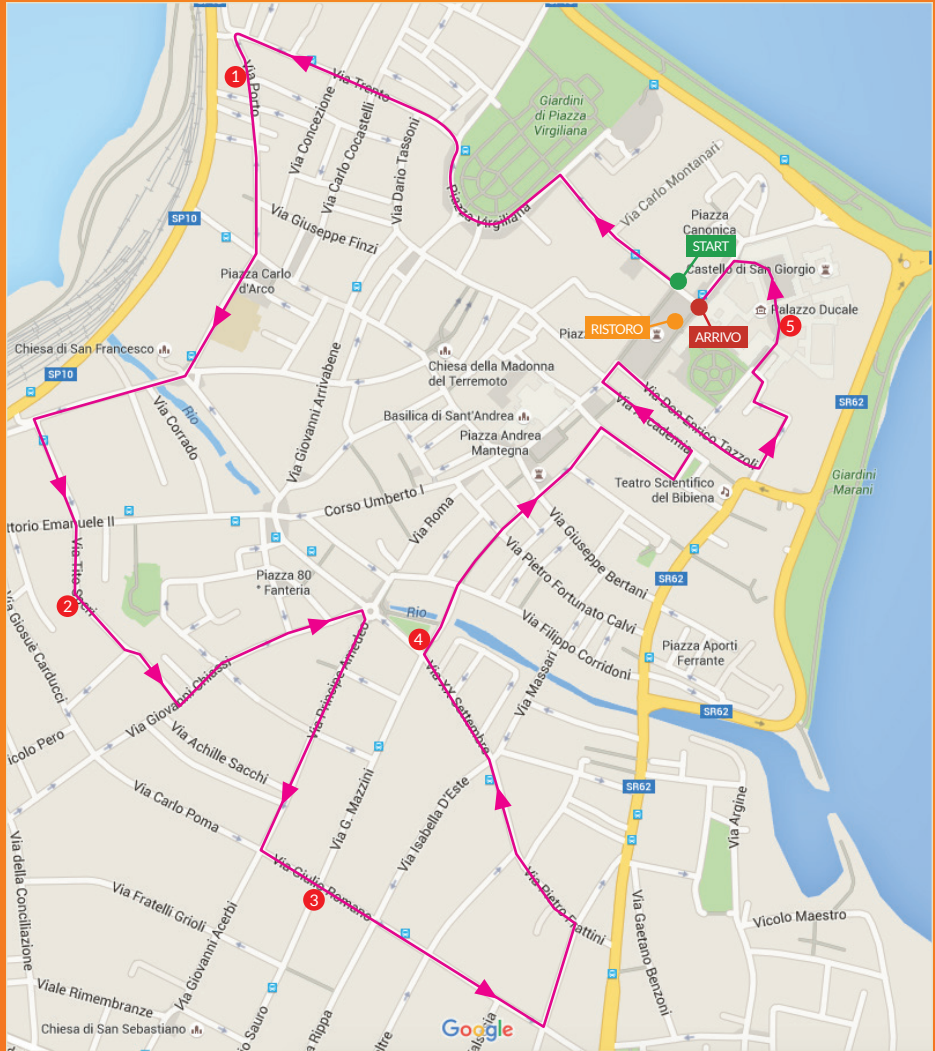 Giardini
di Piazza
Virgiliana
1
Via Porto
Via Trento
Via Concezione
Via Carlo Cocastelli
Via Dario Tassoni
Via Carlo Montanari
Piazza Virgiliana
SP10
Via Giuseppe Finzi
Piazza
Canonica
START
Piazza Carlo
d'Arco
Castello di San Giorgio
Palazzo Ducale
5
RISTORO
ARRIVO
Chiesa di San Francesco
SP10
Chiesa della Madonna
del Terremoto
Via Giovanni Arrivabene
Rio
Via Corrado
Basilica di Sant'Andrea
Piazza Andrea
Mantegna
Via Don Enrico Tazzoli
Via Accademia
SR62
Giardini
Marani
Teatro Scientifico
del Bibiena
Corso Umberto I
Via Roma
ttorio Emanuele II
Via Tito Speri
Via Giuseppe Bertani
Via Pietro Fortunato Calvi
Piazza 80
° Fanteria
SR62
2
Rio
4
Via Filippo Corridoni
Via Giosuè Carducci
Piazza Aporti
Ferrante
Via Giovanni Chiassi
Via Principe Amedeo
Via XX Settembre
Via Massari
SR62
icolo Pero
Via Achille Sacchi
Via Carlo Poma
Via G. Mazzini
Via Isabella D'Este
SR62
Via Argine
Via della Conciliazione
Via Giulio Romano
3
Via Pietro Frattini
Via Fratelli Grioli
Via Giovanni Acerbi
Via Gaetano Benzoni
Vicolo Maestro
Viale Rimembranze
Chiesa di San Sebastiano
io Sauro
a Rippa
oltre
Google